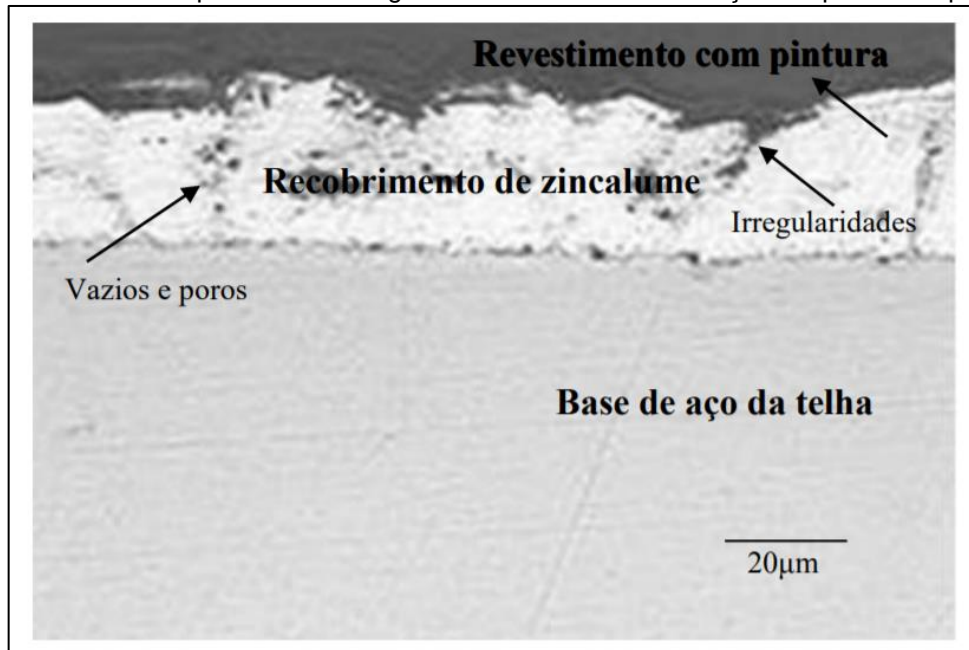 Revestimento com pintura
Recobrimento de zincalume
Irregularidades
Vazios e poros
Base de aço da telha
20μm